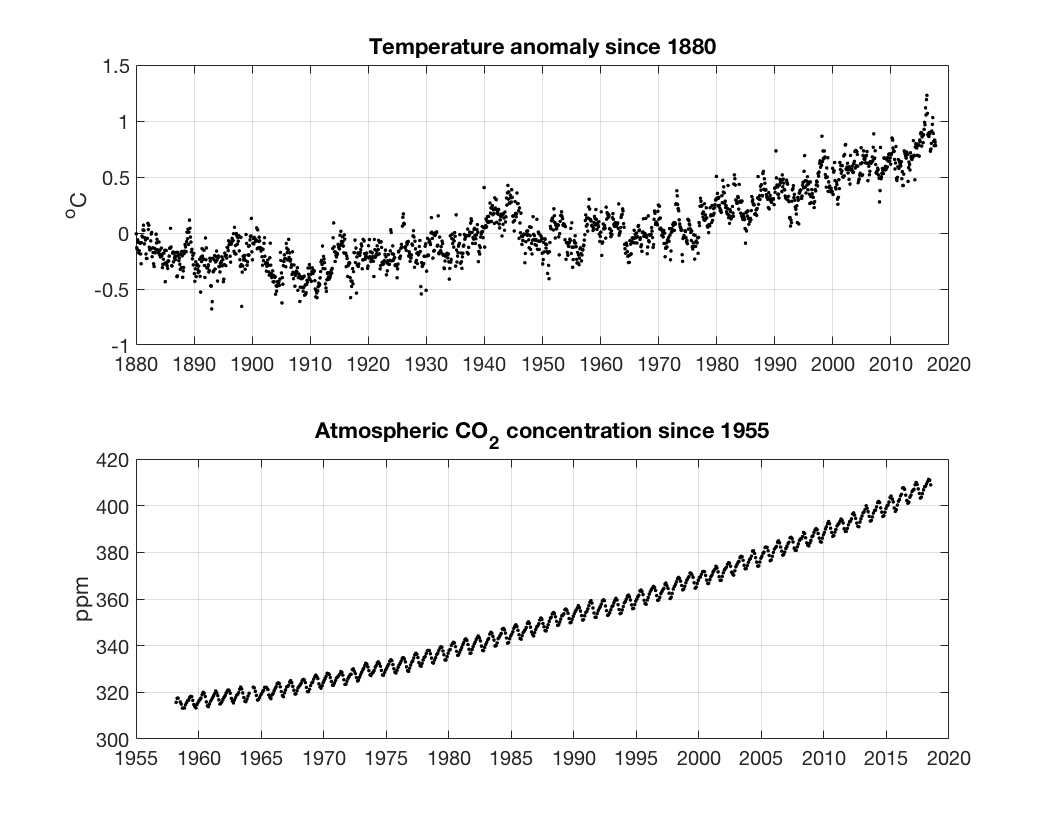 Temperature anomaly since 1880
1.5
1
0.5
0
-0.5
-1
°C
1880 1890 1900 1910 1920 1930 1940 1950 1960 1970 1980 1990 2000 2010 2020
Atmospheric CO₂ concentration since 1955
420
400
380
360
340
320
300
ppm
1955 1960 1965 1970 1975 1980 1985 1990 1995 2000 2005 2010 2015 2020